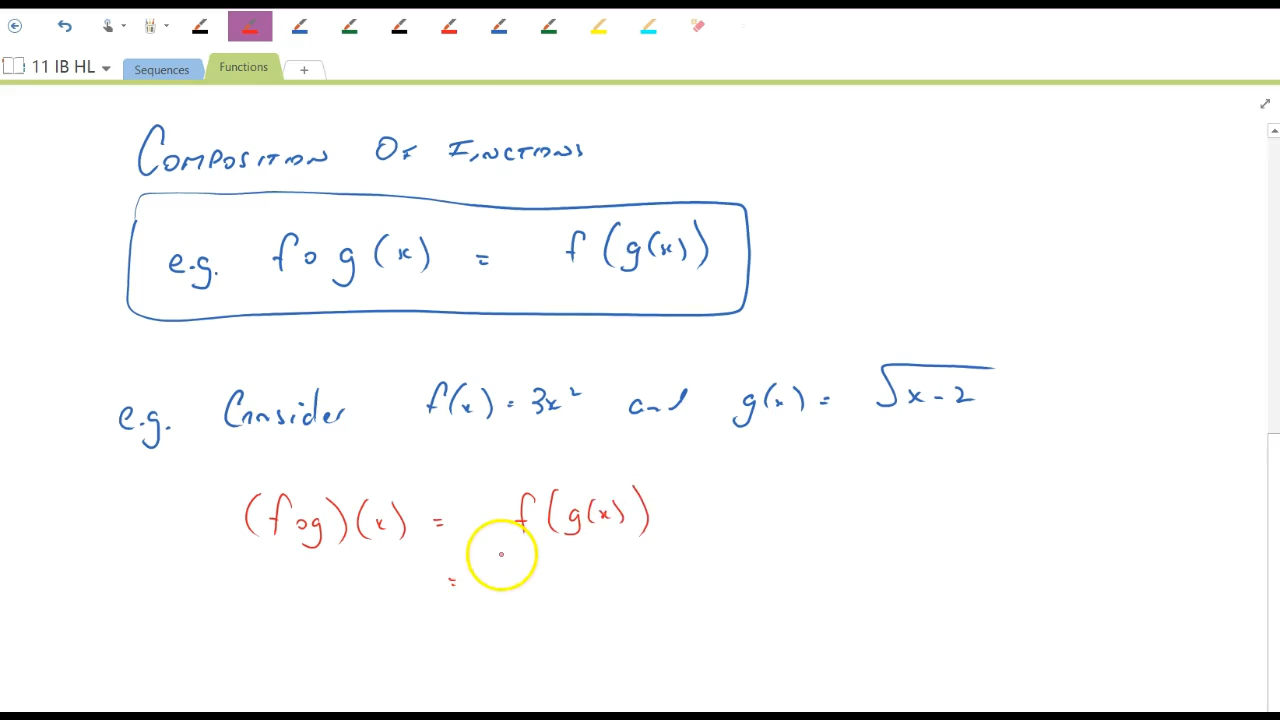 11 IB HL
Sequences
Functions
+
COMPOSITION OF FUNCTIONS
e.g. f o g (x) = f(g(x))
e.g. Consider f(x) = 3x² and g(x) = √x - 2
(f o g)(x) = f(g(x))
=